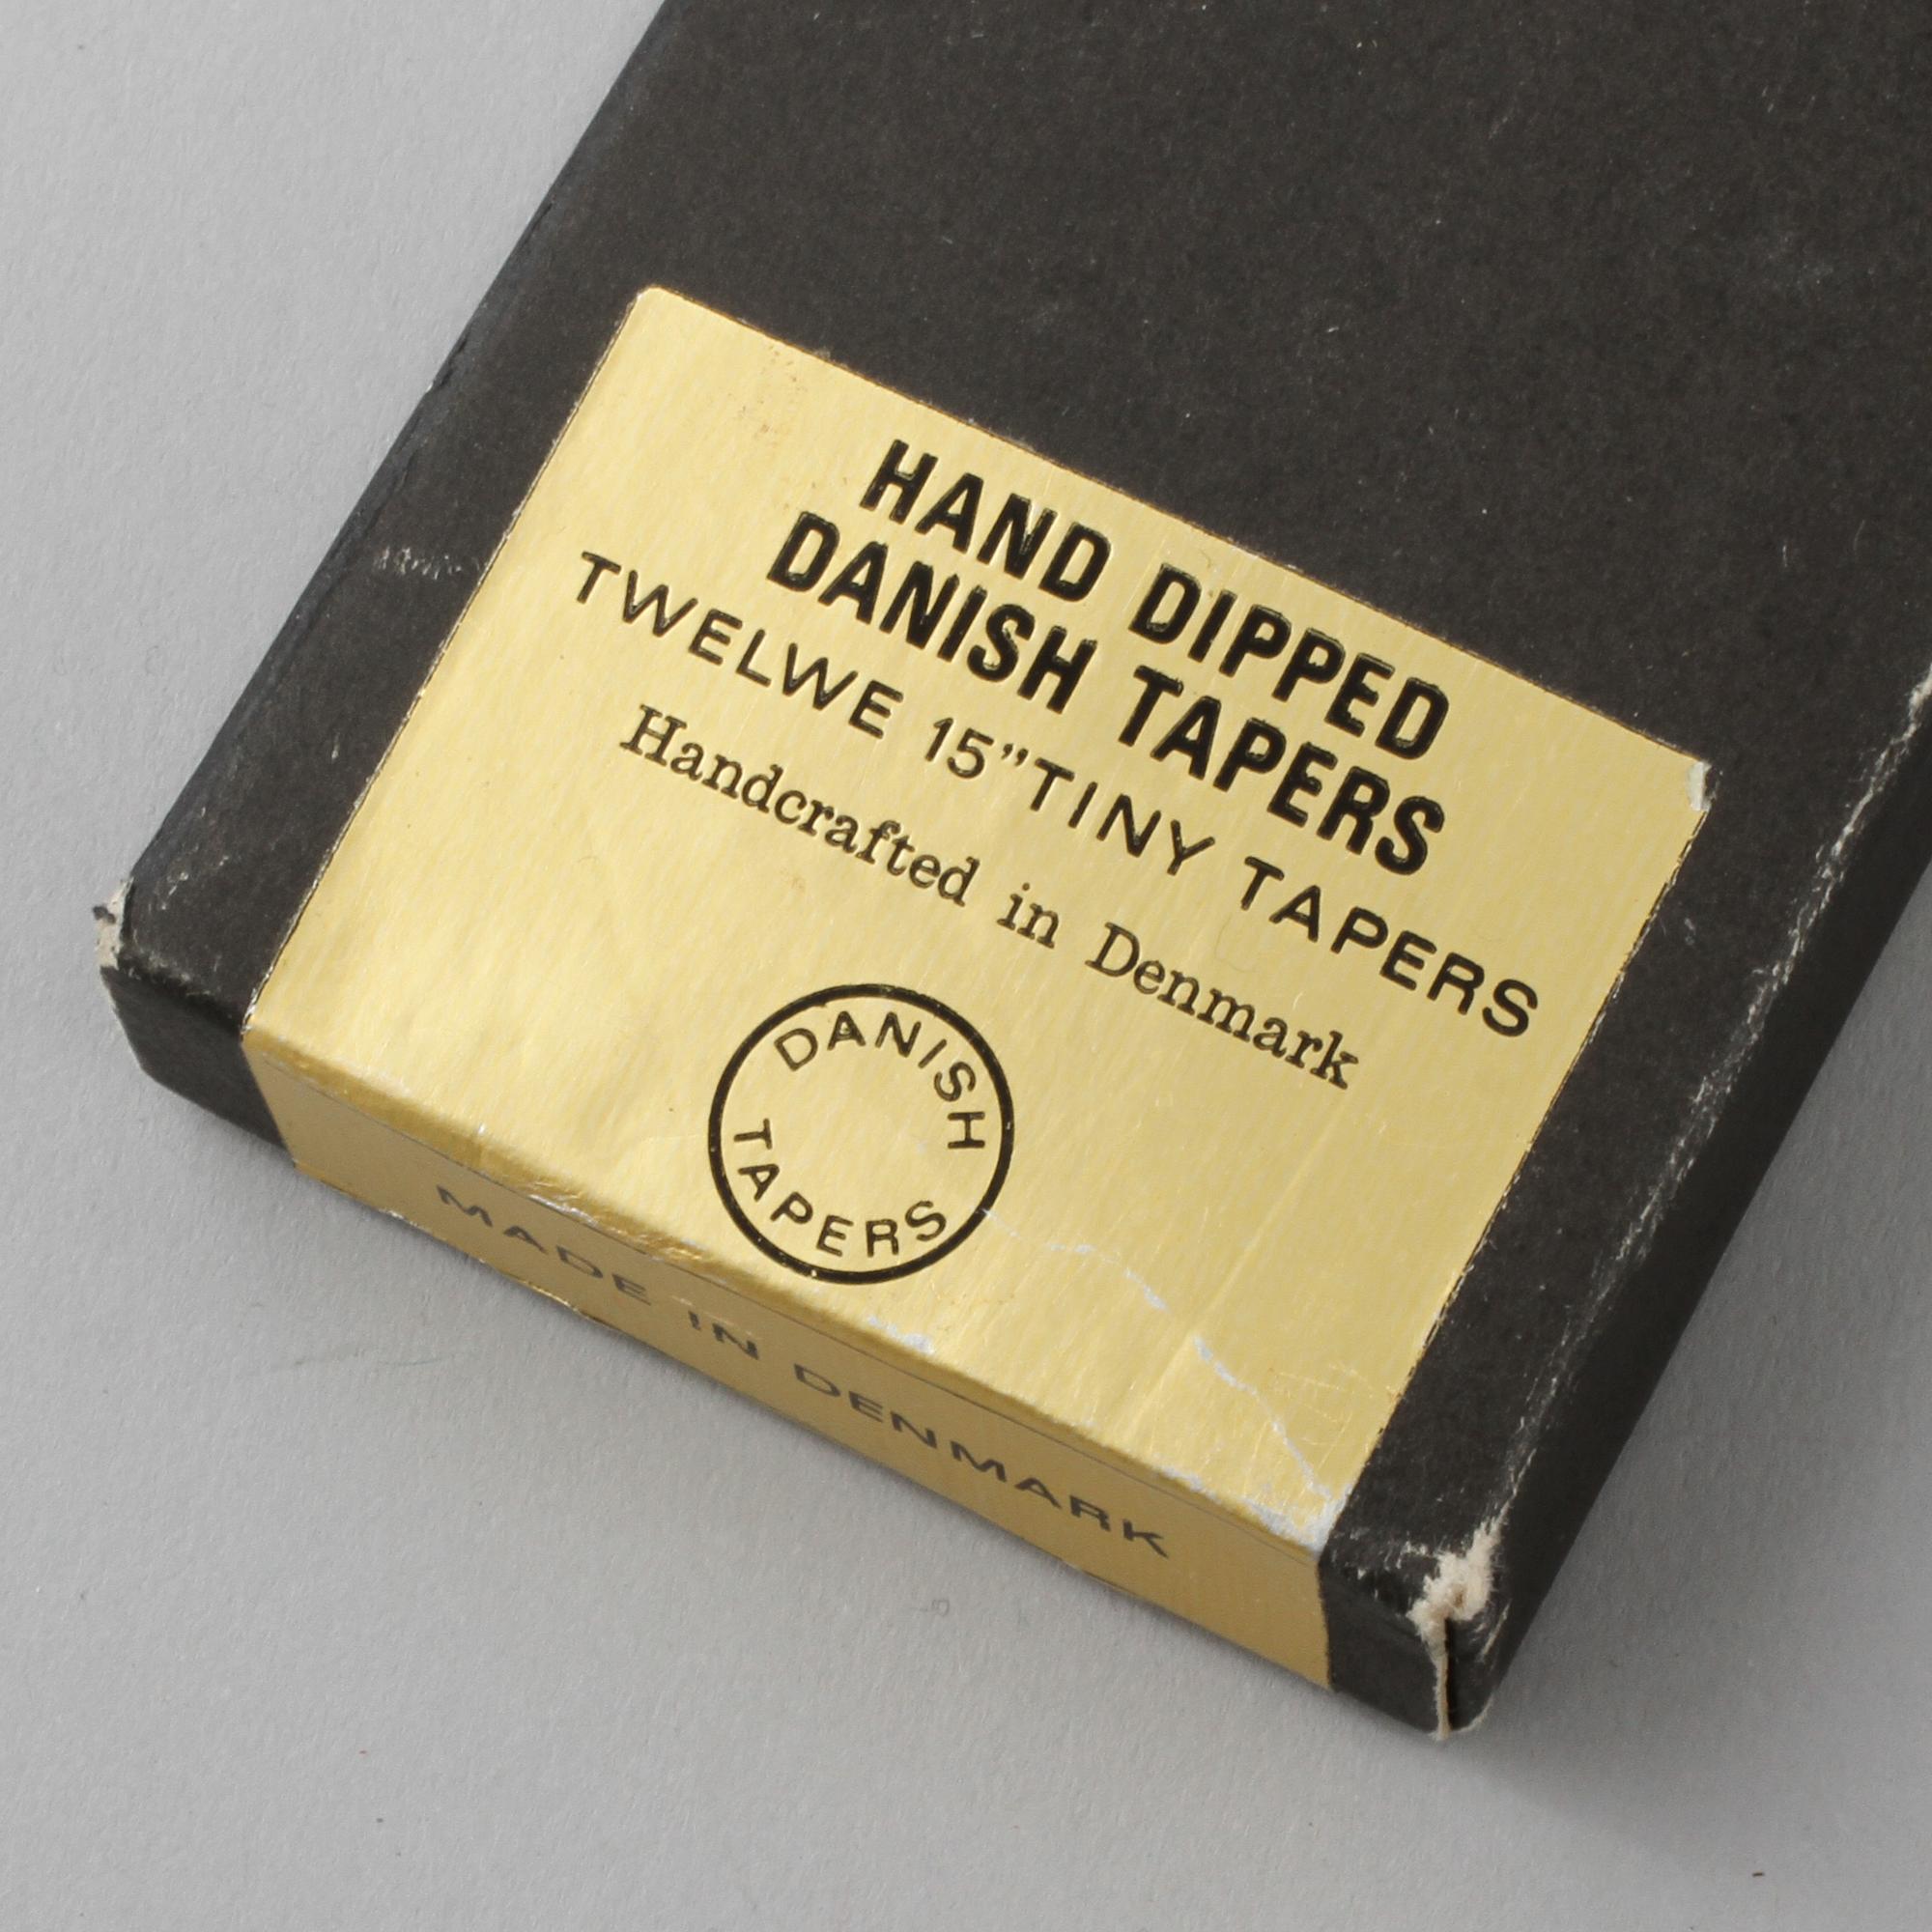 HAND DIPPED
DANISH TAPERS
TWELWE 15" TINY TAPERS
Handcrafted in Denmark
DANISH
TAPERS
MADE IN DENMARK